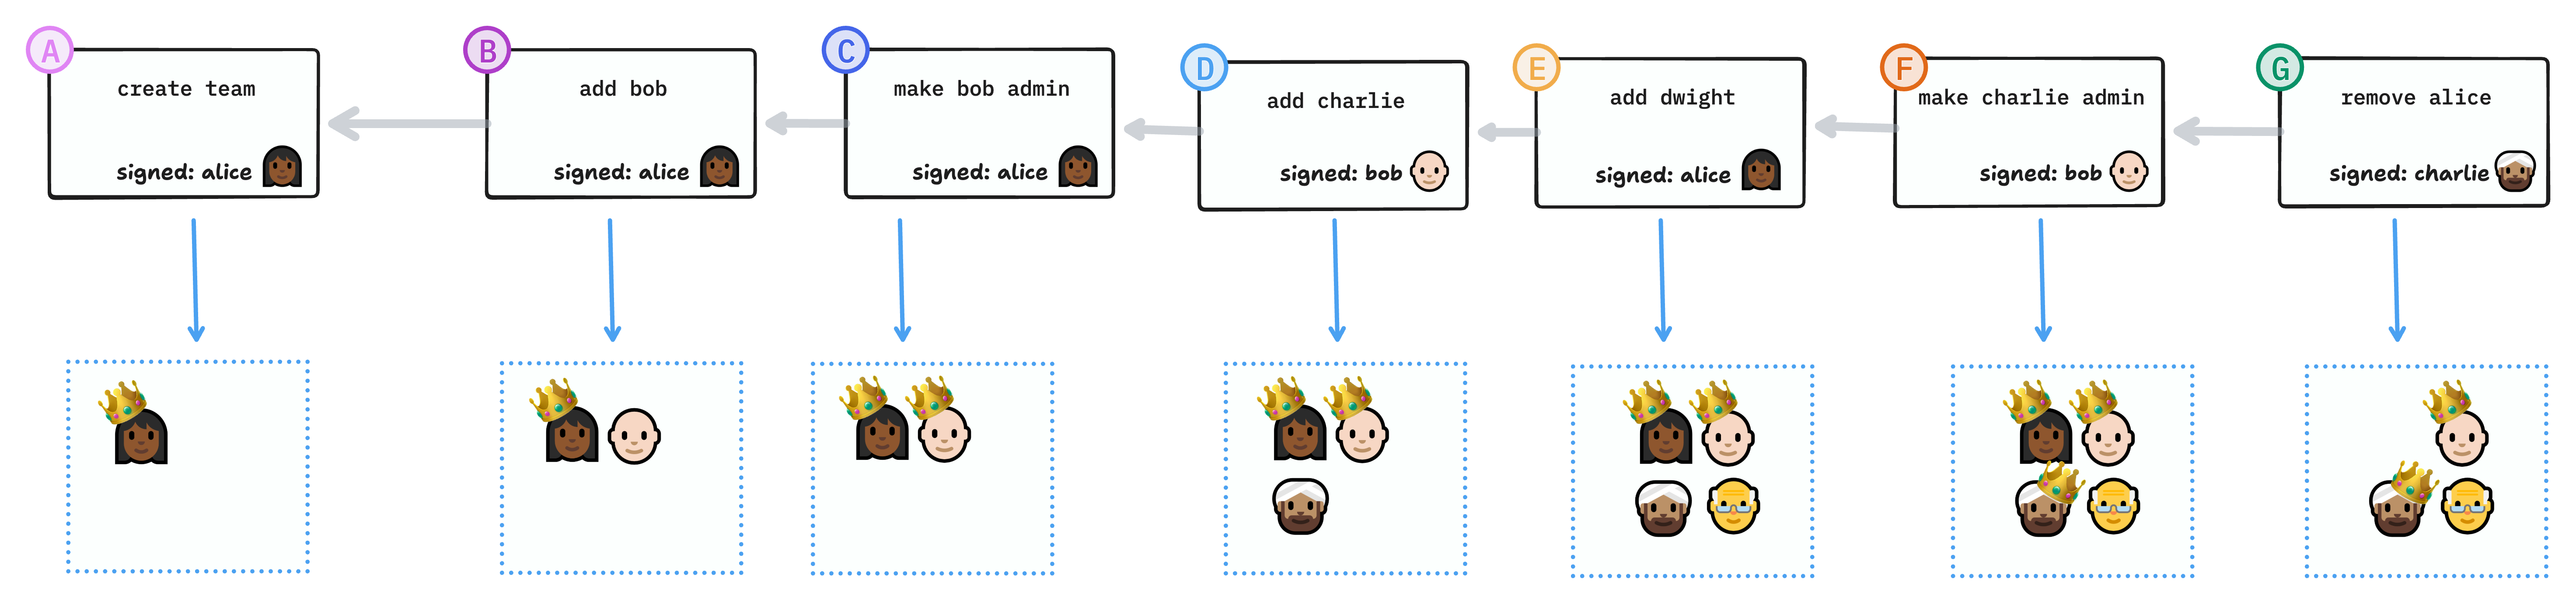 A
create team
signed: alice
B
add bob
signed: alice
C
make bob admin
signed: alice
D
add charlie
signed: bob
E
add dwight
signed: alice
F
make charlie admin
signed: bob
G
remove alice
signed: charlie